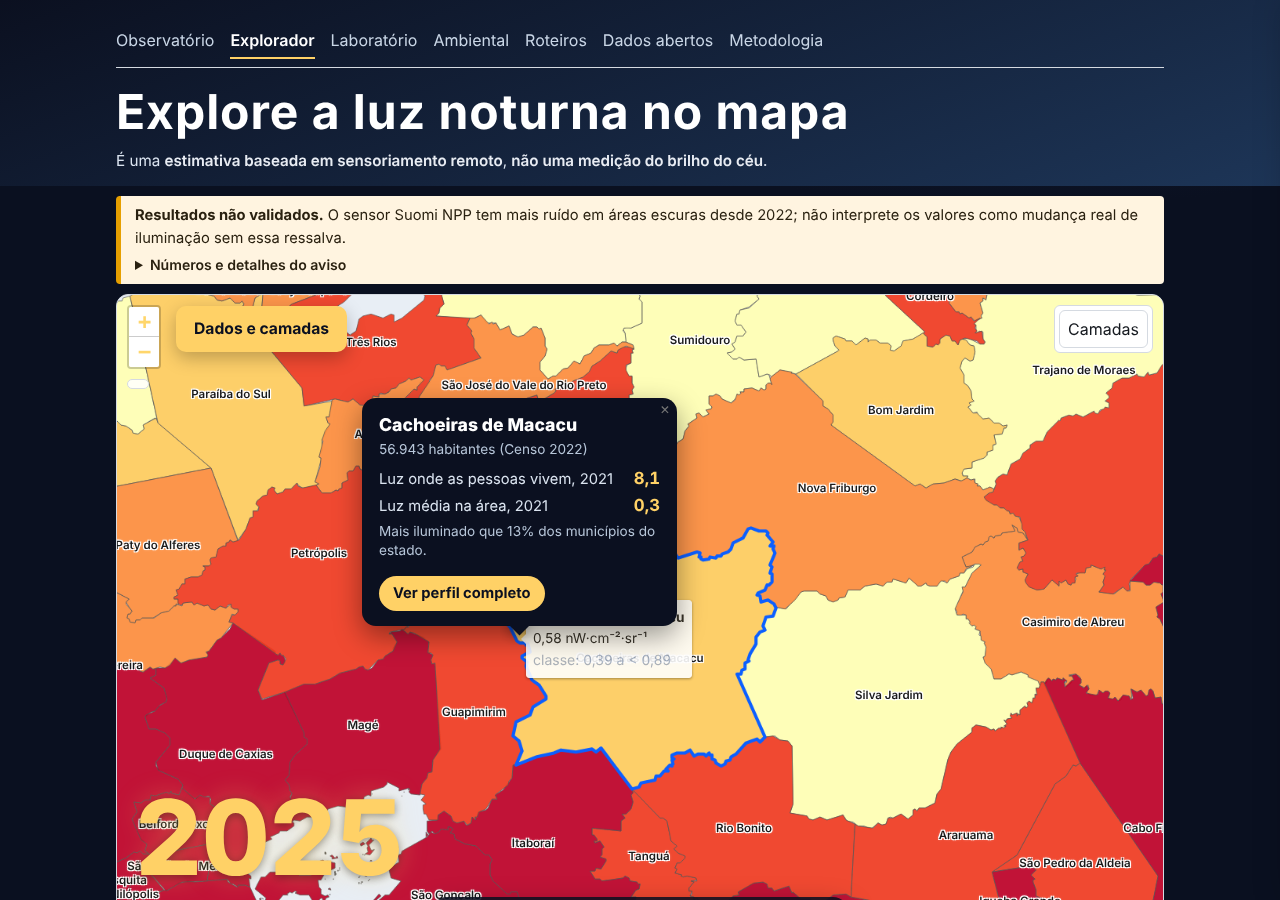 Observatório Explorador Laboratório Ambiental Roteiros Dados abertos Metodologia
Explore a luz noturna no mapa
É uma estimativa baseada em sensoriamento remoto, não uma medição do brilho do céu.
Resultados não validados. O sensor Suomi NPP tem mais ruído em áreas escuras desde 2022; não interprete os valores como mudança real de
iluminação sem essa ressalva.
Números e detalhes do aviso
+
−
Dados e camadas
Camadas
Cordeiro
Três Rios
Sumidouro
Trajano de Moraes
São José do Vale do Rio Preto
Paraíba do Sul
Bom Jardim
×
Cachoeiras de Macacu
56.943 habitantes (Censo 2022)
Luz onde as pessoas vivem, 2021 8,1
Luz média na área, 2021 0,3
Mais iluminado que 13% dos municípios do
estado.
Ver perfil completo
Nova Friburgo
Paty do Alferes
Petrópolis
0,58 nW·cm⁻²·sr⁻¹
classe: 0,39 a < 0,89
Casimiro de Abreu
reira
Silva Jardim
Guapimirim
Magé
Duque de Caxias
2025
Belford
Rio Bonito
Cabo F
Araruama
Itaboraí
Tanguá
São Pedro da Aldeia
squita
Nilópolis
São Gonçalo
Iguaba Grande